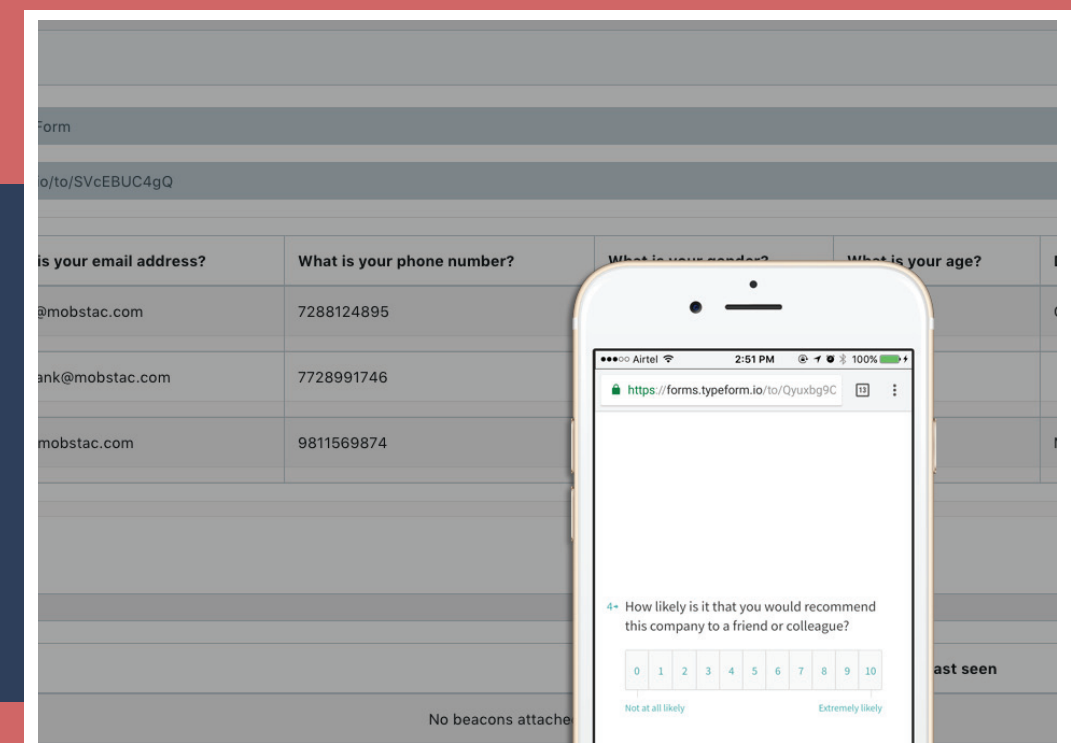 Form
o/to/SVcEBUC4gQ
is your email address? What is your phone number? What is your gender? What is your age?
@mobstac.com 7288124895
ank@mobstac.com 7728991746
mobstac.com 9811569874
Airtel 2:51 PM 100%
https://forms.typeform.io/to/Qyuxbg9C 13
4 How likely is it that you would recommend
this company to a friend or colleague?
0 1 2 3 4 5 6 7 8 9 10
Not at all likely Extremely likely
ast seen
No beacons attache